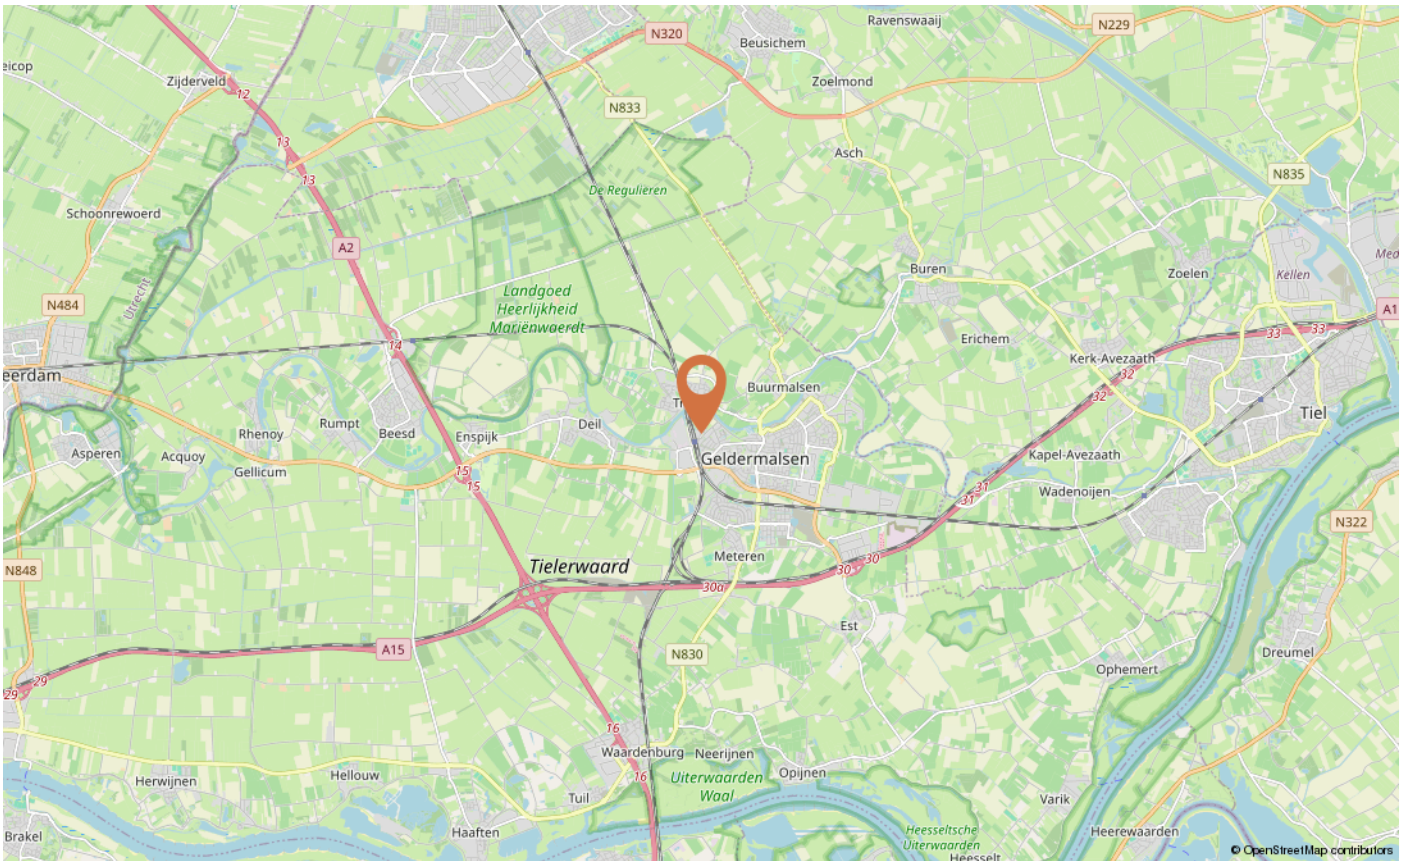 Ravenswaaij
N229
N320
Beusichem
eicop
Zijderveld
Zoelmond
12
N833
13
Asch
N835
13
De Regulieren
Schoonrewoerd
A2
Buren
Zoelen
Kellen
Utrecht
Landgoed
Heerlijkheid
Mariënwaerdt
N484
A1
33
33
Erichem
14
Kerk-Avezaath
32
eerdam
Buurmalsen
32
Tiel
Rumpt
Deil
Rhenoy
Beesd
Enspijk
Asperen
Acquoy
Geldermalsen
Kapel-Avezaath
Gellicum
15
15
31
31
Wadenoijen
N322
Meteren
30
N848
Tielerwaard
30
30a
Est
A15
N830
Dreumel
Ophemert
29
29
16
Waardenburg
Neerijnen
Uiterwaarden
Waal
16
Opijnen
Hellouw
Herwijnen
Tuil
Varik
Brakel
Haaften
Heesseltsche
Uiterwaarden
Heerewaarden
Heesselt
© OpenStreetMap contributors